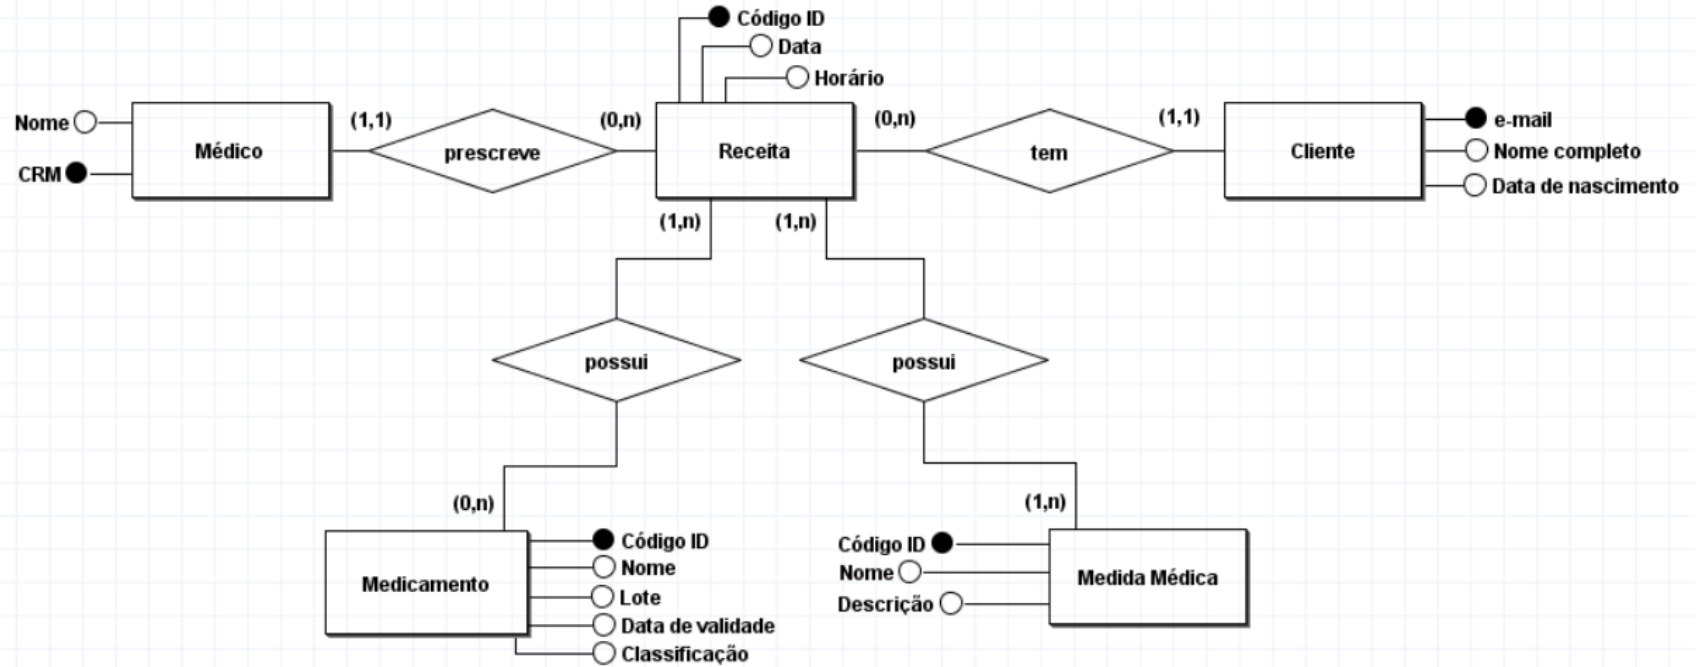 Código ID
Data
Horário
Nome
CRM
Médico
(1,1)
prescreve
(0,n)
Receita
(0,n)
tem
(1,1)
Cliente
e-mail
Nome completo
Data de nascimento
(1,n)
(1,n)
possui
possui
(0,n)
(1,n)
Medicamento
Código ID
Nome
Lote
Data de validade
Classificação
Código ID
Nome
Descrição
Medida Médica